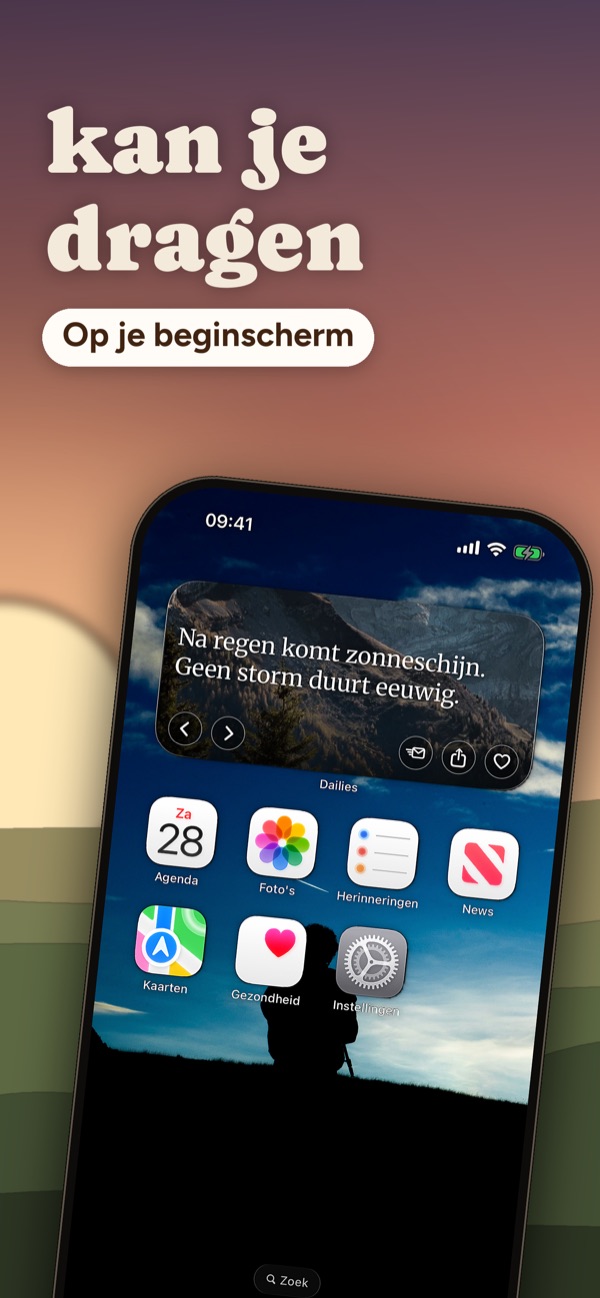 kan je
dragen
Op je beginscherm
09:41
Na regen komt zonneschijn.
Geen storm duurt eeuwig.
Dailies
Za
28
Agenda
Foto's
Herinneringen
News
Kaarten
Gezondheid
Instellingen
Zoek